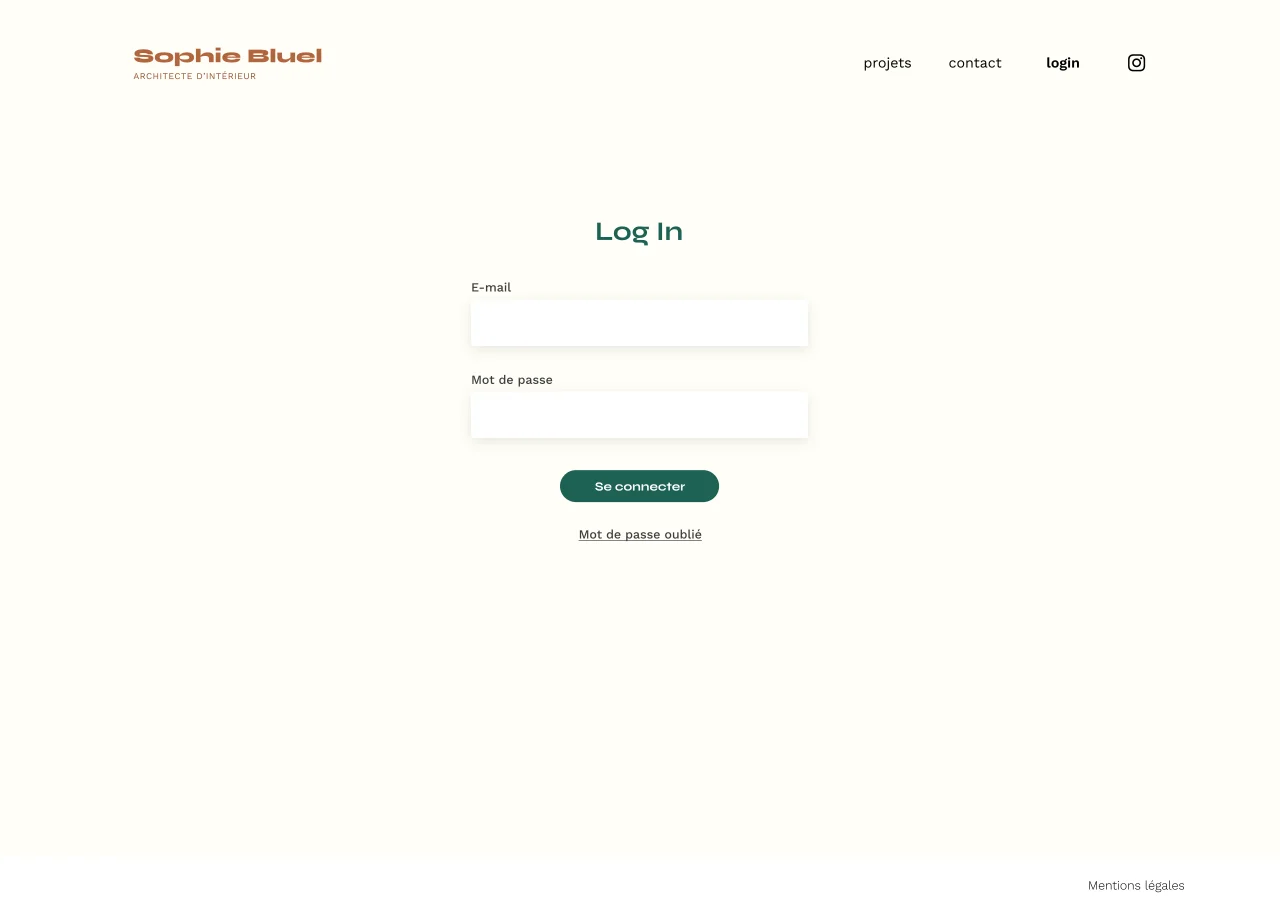 Sophie Bluel
ARCHITECTE D'INTÉRIEUR
projets contact login
Log In
E-mail
Mot de passe
Se connecter
Mot de passe oublié
Mentions légales